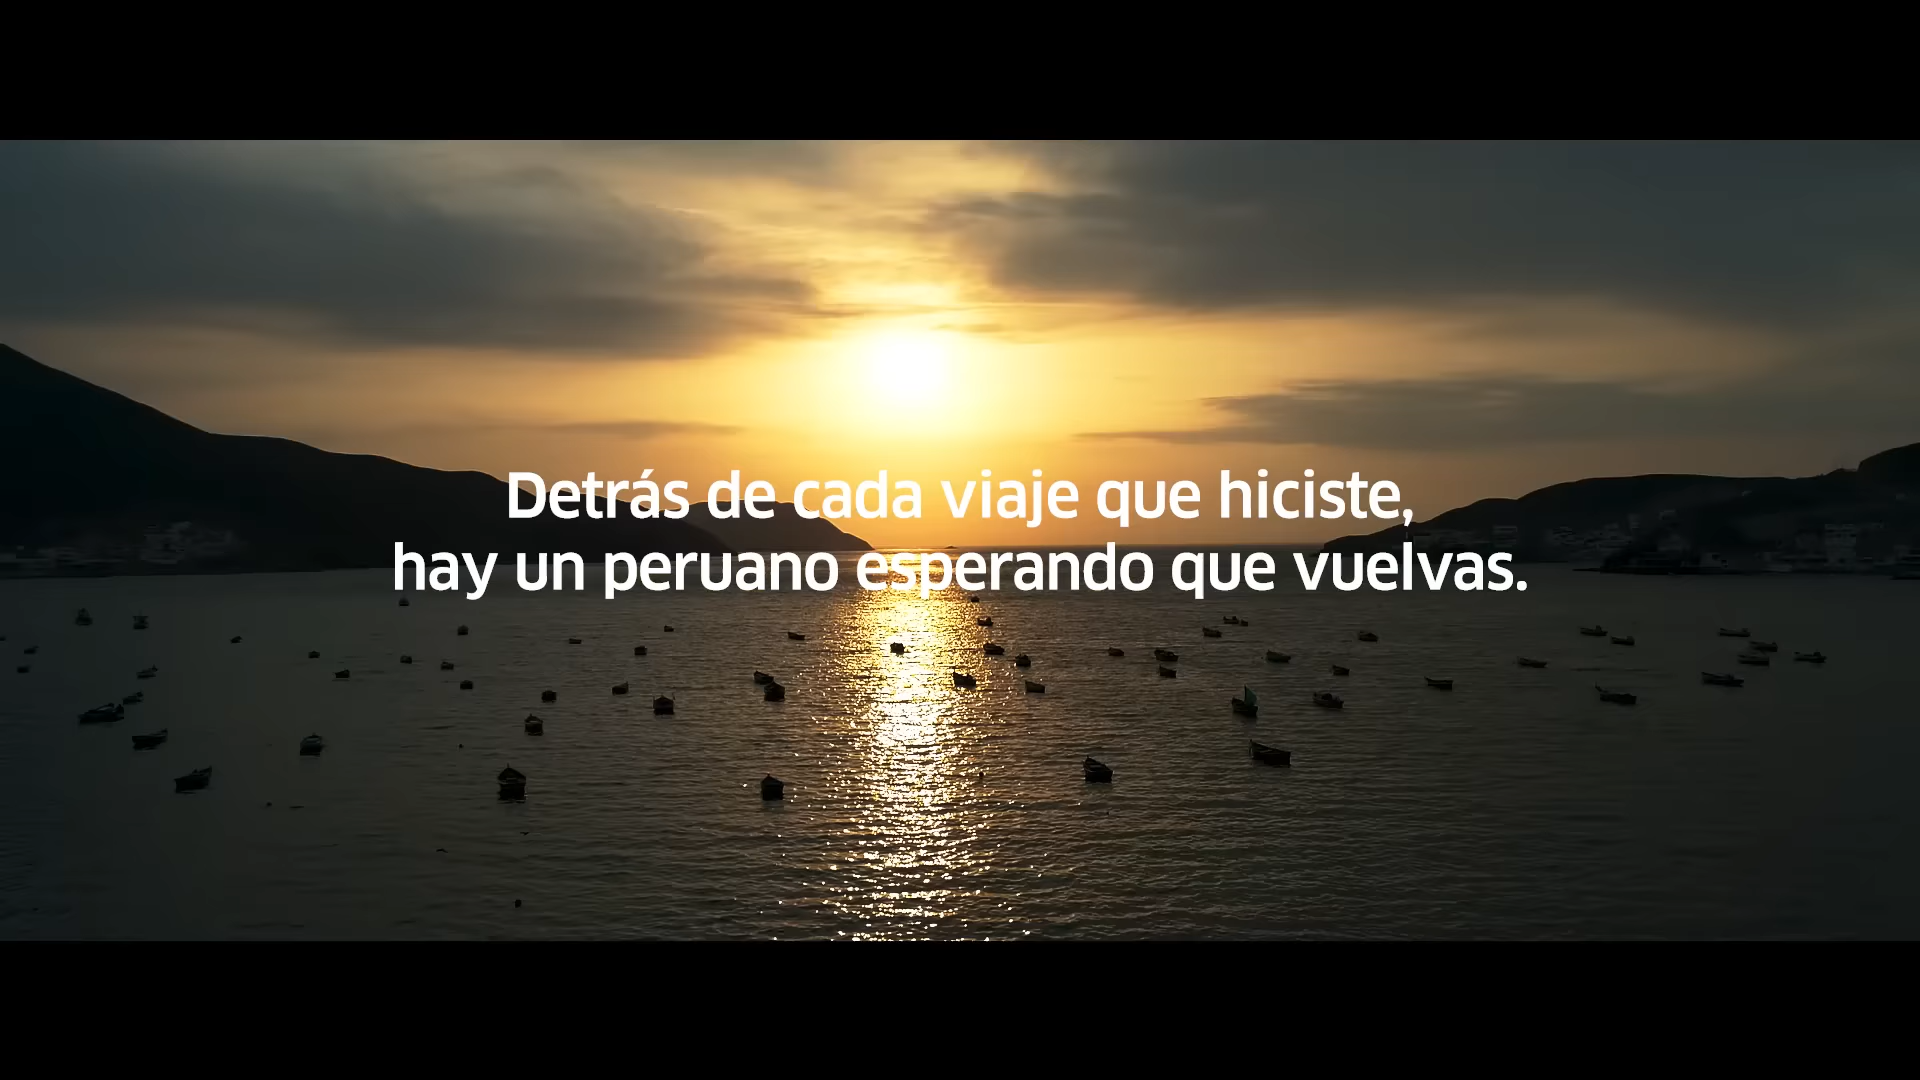 Detrás de cada viaje que hiciste,
hay un peruano esperando que vuelvas.